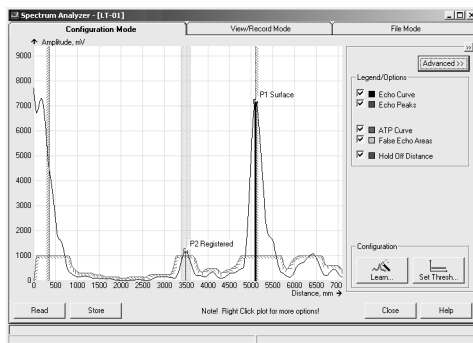 Spectrum Analyzer - [LT-01]
Configuration Mode
View/Record Mode
File Mode
Amplitude, mV
>>
Advanced >>
9000
8000
7000
6000
5000
4000
3000
2000
1000
0
P1 Surface
P2 Registered
0 500 1000 1500 2000 2500 3000 3500 4000 4500 5000 5500 6000 6500 7000
Distance, mm
Legend/Options
Echo Curve
Echo Peaks
ATP Curve
False Echo Areas
Hold Off Distance
Configuration
Learn...
Set Thresh...
Read
Store
Note! Right Click plot for more options!
Close
Help